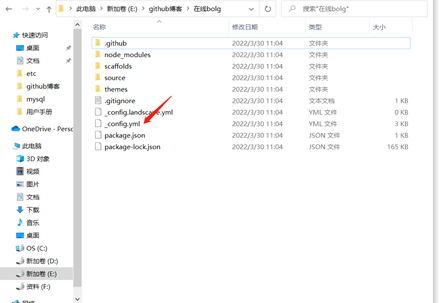 此电脑 > 新加卷 (E:) > github博客 > 在线bolg
搜索"在线bolg"
名称 修改日期 类型 大小
快速访问
桌面
文档
etc
github博客
mysql
用户手册
OneDrive - Perso
此电脑
3D 对象
视频
图片
文档
下载
音乐
桌面
OS (C:)
新加卷 (D:)
新加卷 (E:)
资料 (F:)
.github 2022/3/30 11:04 文件夹
node_modules 2022/3/30 11:04 文件夹
scaffolds 2022/3/30 11:04 文件夹
source 2022/3/30 11:04 文件夹
themes 2022/3/30 11:04 文件夹
.gitignore 2022/3/30 11:04 文本文档 1 KB
_config.landscape.yml 2022/3/30 11:04 YML 文件 0 KB
_config.yml 2022/3/30 11:04 YML 文件 3 KB
package.json 2022/3/30 11:04 JSON 文件 1 KB
package-lock.json 2022/3/30 11:04 JSON 文件 165 KB